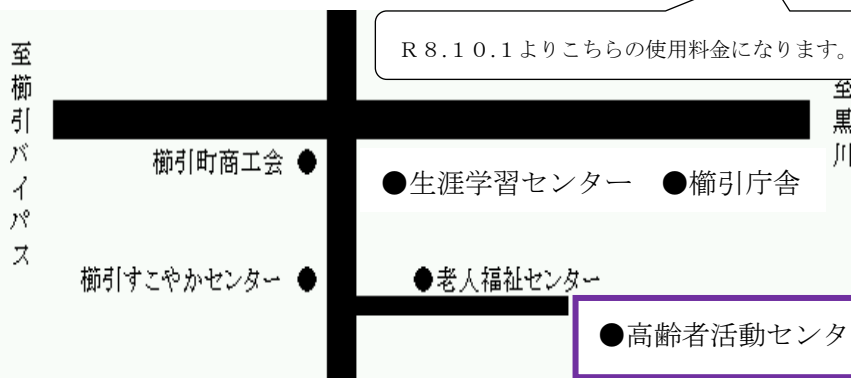 R8.10.1よりこちらの使用料金になります。
至櫛引バイパス
至黒川
櫛引町商工会 ●
●生涯学習センター ●櫛引庁舎
櫛引すこやかセンター ●
●老人福祉センター
●高齢者活動センタ